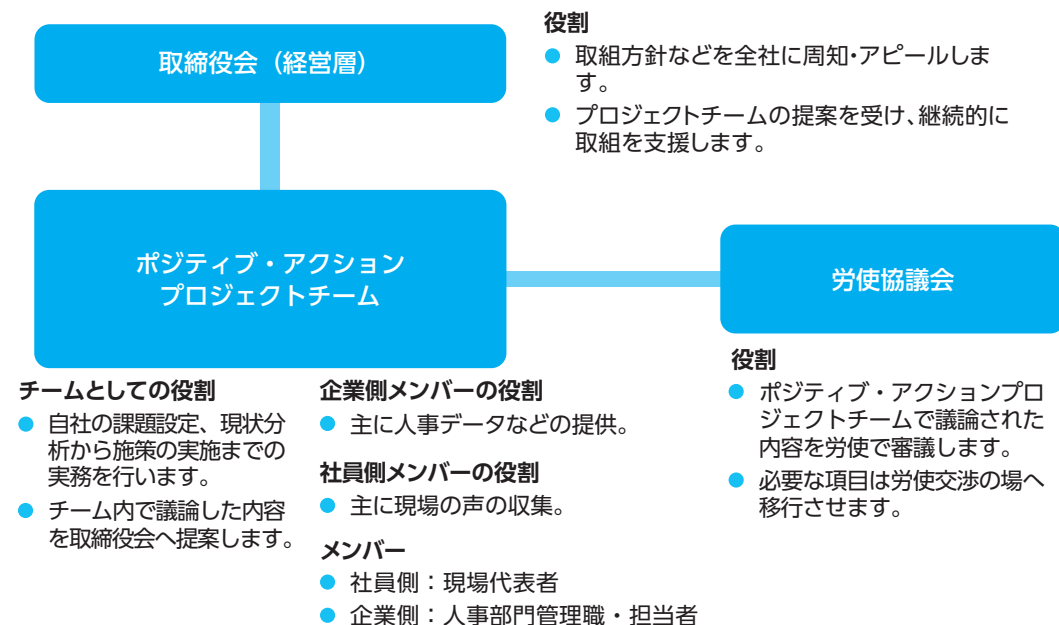 取締役会（経営層）
役割
● 取組方針などを全社に周知・アピールしま
す。
● プロジェクトチームの提案を受け、継続的に
取組を支援します。
ポジティブ・アクション
プロジェクトチーム
労使協議会
チームとしての役割
● 自社の課題設定、現状分
析から施策の実施までの
実務を行います。
● チーム内で議論した内容
を取締役会へ提案します。
企業側メンバーの役割
● 主に人事データなどの提供。
社員側メンバーの役割
● 主に現場の声の収集。
メンバー
● 社員側：現場代表者
● 企業側：人事部門管理職・担当者
役割
● ポジティブ・アクションプロ
ジェクトチームで議論された
内容を労使で審議します。
● 必要な項目は労使交渉の場へ
移行させます。